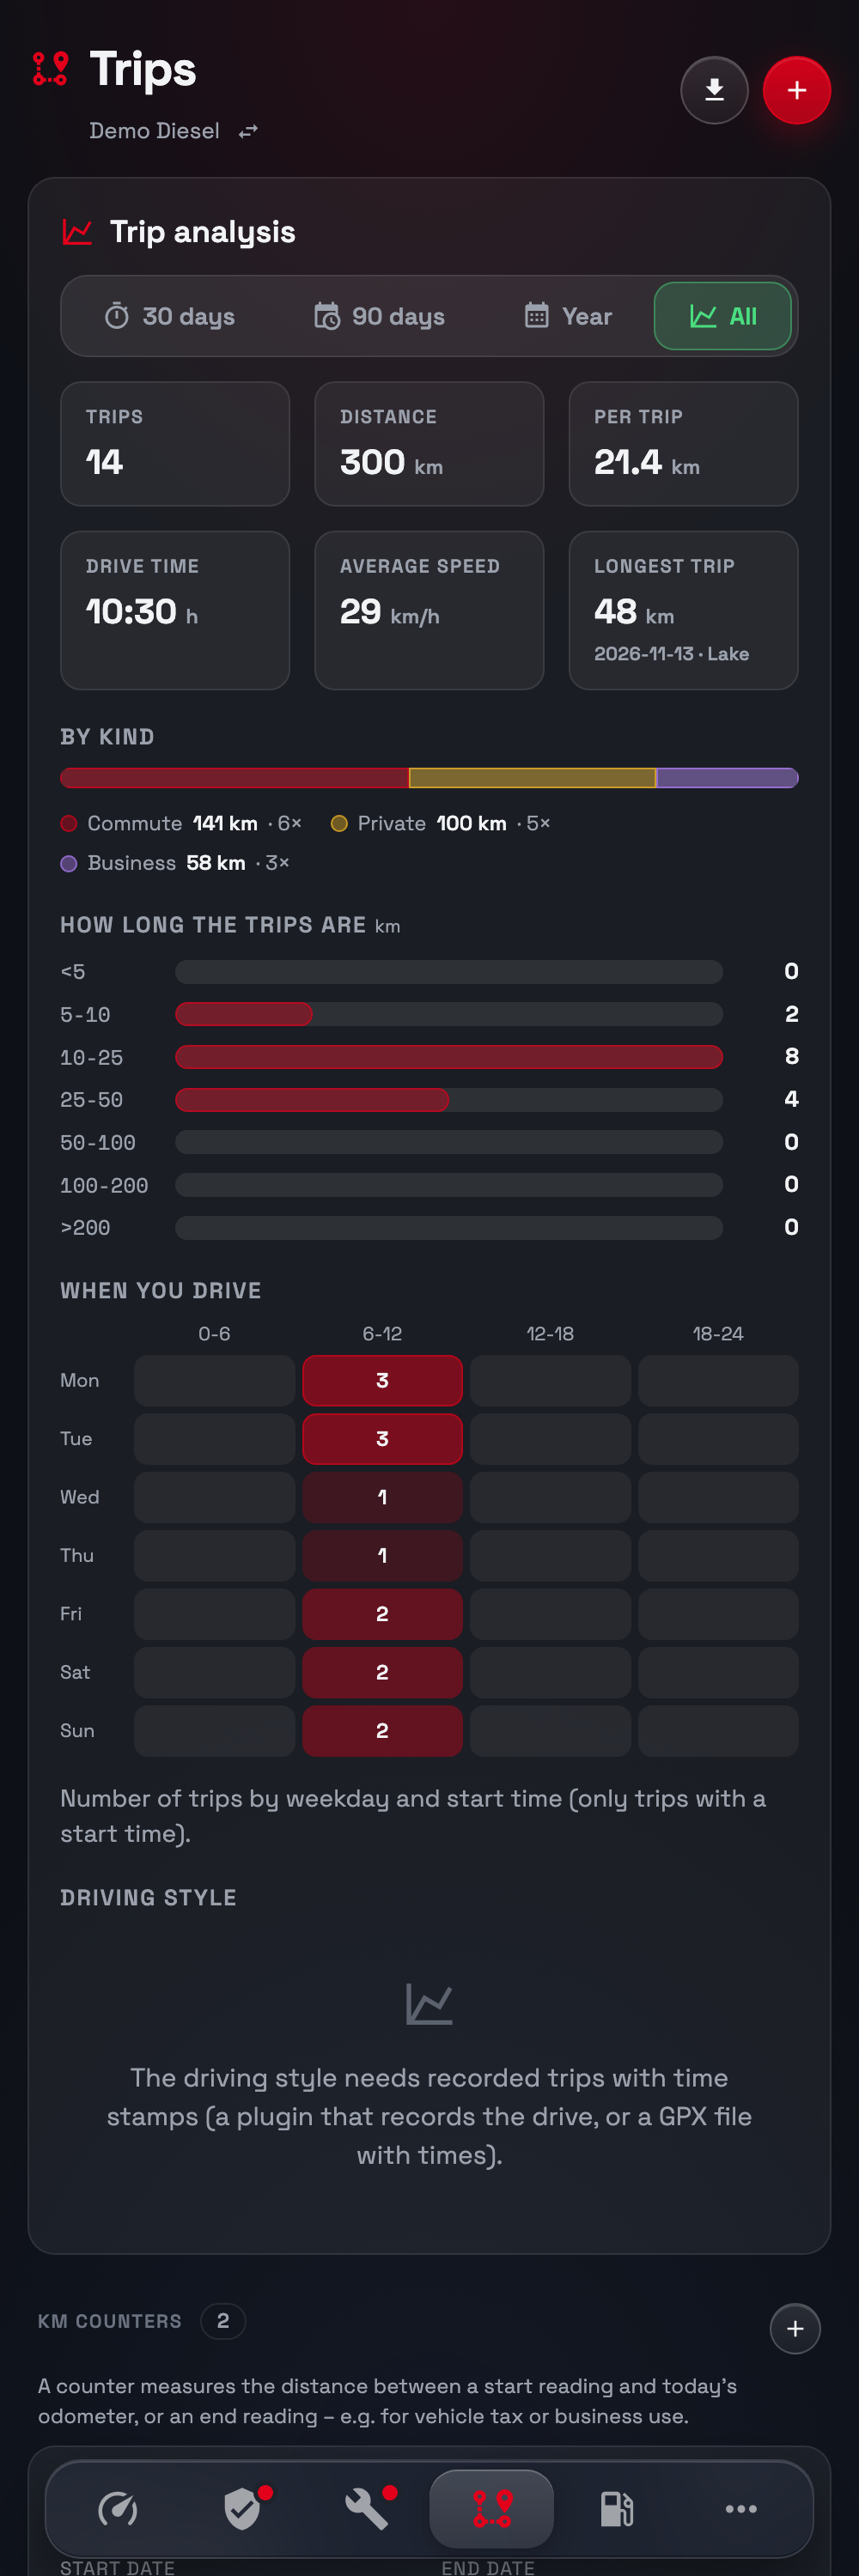 Trips
Demo Diesel
Trip analysis
30 days 90 days Year All
TRIPS DISTANCE PER TRIP
14 300 km 21.4 km
DRIVE TIME AVERAGE SPEED LONGEST TRIP
10:30 h 29 km/h 48 km
2026-11-13 · Lake
BY KIND
Commute 141 km · 6× Private 100 km · 5×
Business 58 km · 3×
HOW LONG THE TRIPS ARE km
<5 0
5-10 2
10-25 8
25-50 4
50-100 0
100-200 0
>200 0
WHEN YOU DRIVE
0-6 6-12 12-18 18-24
Mon 3
Tue 3
Wed 1
Thu 1
Fri 2
Sat 2
Sun 2
Number of trips by weekday and start time (only trips with a
start time).
DRIVING STYLE
The driving style needs recorded trips with time
stamps (a plugin that records the drive, or a GPX file
with times).
KM COUNTERS 2
A counter measures the distance between a start reading and today's
odometer, or an end reading – e.g. for vehicle tax or business use.
START DATE END DATE